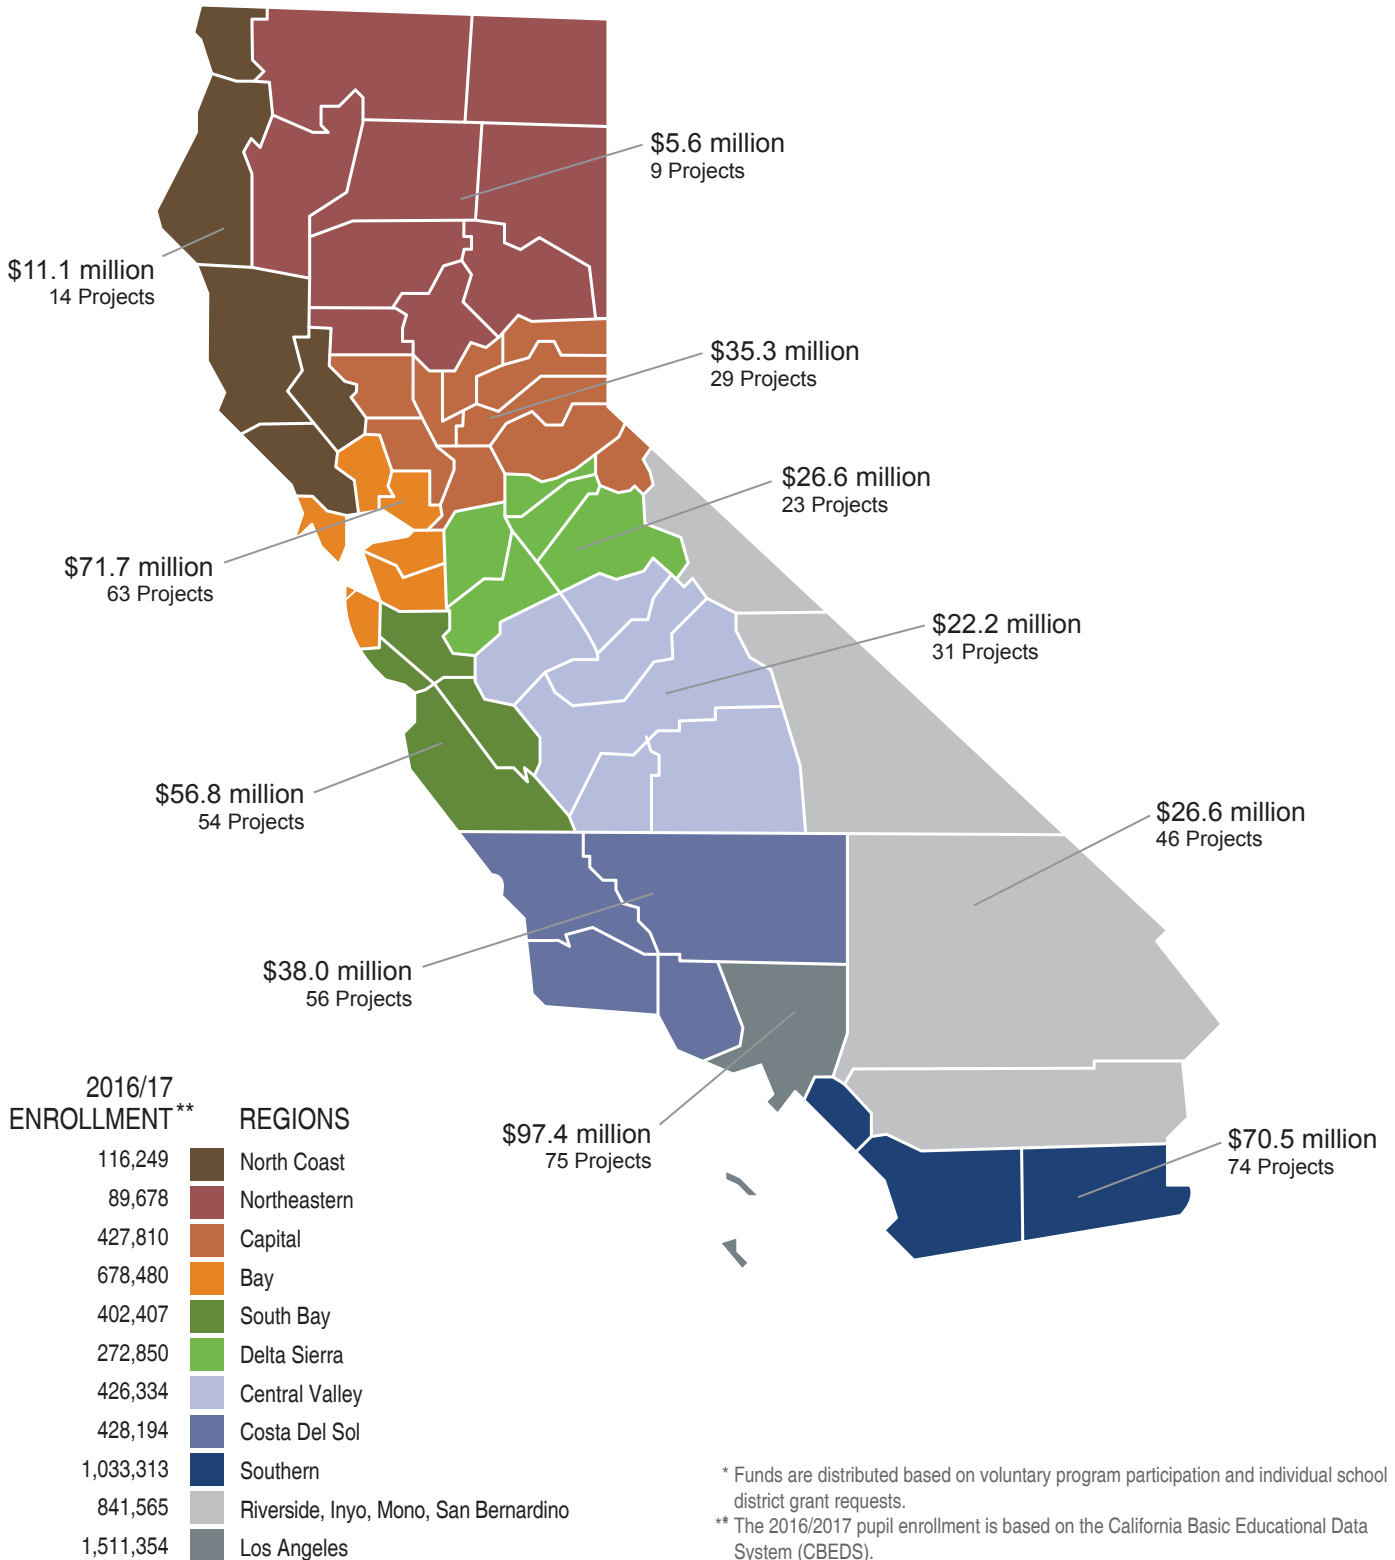 $5.6 million
9 Projects
$11.1 million
14 Projects
$35.3 million
29 Projects
$26.6 million
23 Projects
$71.7 million
63 Projects
$22.2 million
31 Projects
$56.8 million
54 Projects
$26.6 million
46 Projects
$38.0 million
56 Projects
$97.4 million
75 Projects
$70.5 million
74 Projects
2016/17
ENROLLMENT** REGIONS
116,249 North Coast
89,678 Northeastern
427,810 Capital
678,480 Bay
402,407 South Bay
272,850 Delta Sierra
426,334 Central Valley
428,194 Costa Del Sol
1,033,313 Southern
841,565 Riverside, Inyo, Mono, San Bernardino
1,511,354 Los Angeles
* Funds are distributed based on voluntary program participation and individual school
district grant requests.
** The 2016/2017 pupil enrollment is based on the California Basic Educational Data
System (CBEDS).